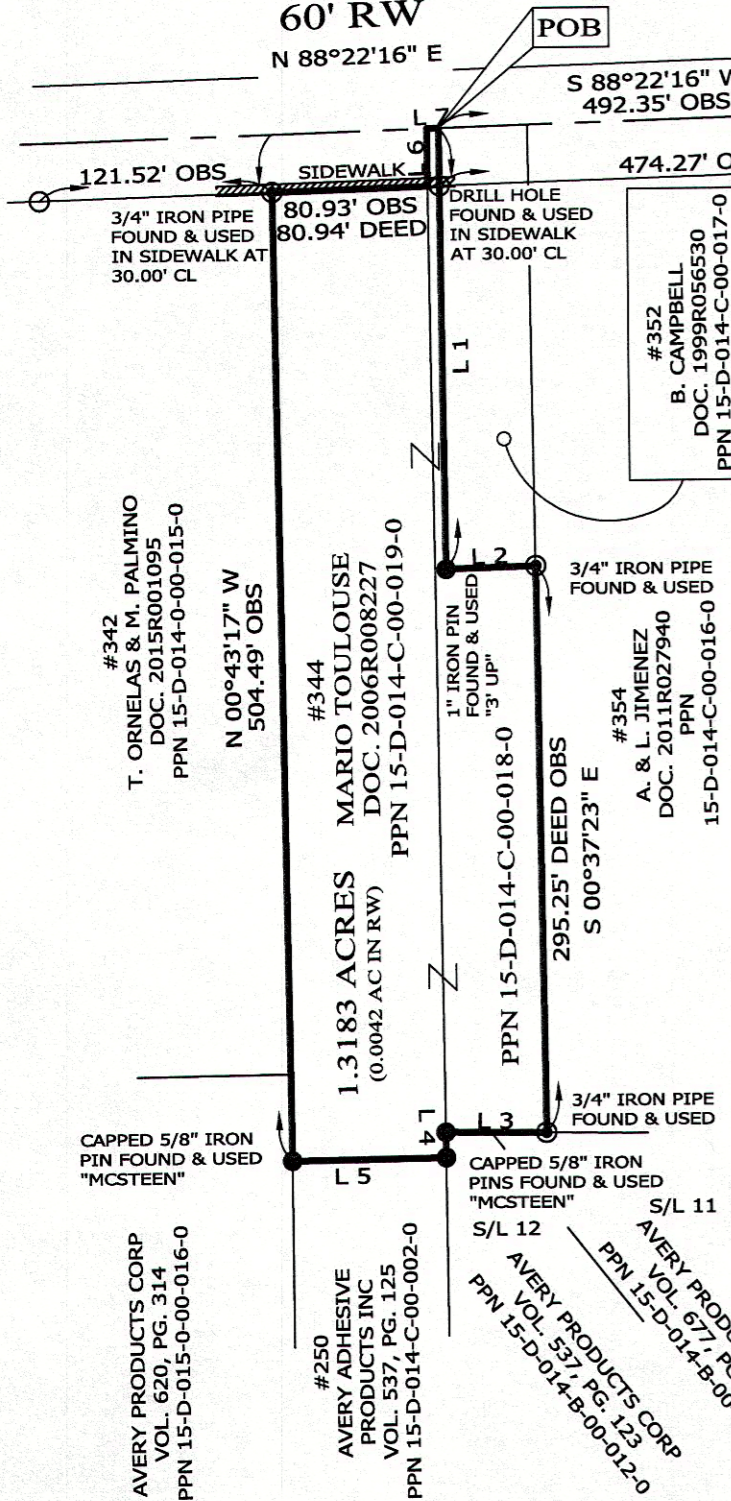 60' RW
POB
N 88°22'16" E
S 88°22'16" W
492.35' OBS
L 7
L 6
121.52' OBS
SIDEWALK
474.27' O
3/4" IRON PIPE
FOUND & USED
IN SIDEWALK AT
30.00' CL
80.93' OBS
80.94' DEED
DRILL HOLE
FOUND & USED
IN SIDEWALK
AT 30.00' CL
#352
B. CAMPBELL
DOC. 1999R056530
PPN 15-D-014-C-00-017-0
L 1
L 2
3/4" IRON PIPE
FOUND & USED
1" IRON PIN
FOUND & USED
"3' UP"
#342
T. ORNELAS & M. PALMINO
DOC. 2015R001095
PPN 15-D-014-0-00-015-0
N 00°43'17" W
504.49' OBS
#344
MARIO TOULOUSE
DOC. 2006R008227
PPN 15-D-014-C-00-019-0
1.3183 ACRES
(0.0042 AC IN RW)
PPN 15-D-014-C-00-018-0
295.25' DEED OBS
S 00°37'23" E
#354
A. & L. JIMENEZ
DOC. 2011R027940
PPN
15-D-014-C-00-016-0
3/4" IRON PIPE
FOUND & USED
L 4
L 3
CAPPED 5/8" IRON
PIN FOUND & USED
"MCSTEEN"
L 5
CAPPED 5/8" IRON
PINS FOUND & USED
"MCSTEEN"
S/L 12
S/L 11
AVERY PRODUCTS CORP
VOL. 620, PG. 314
PPN 15-D-015-0-00-016-0
#250
AVERY ADHESIVE
PRODUCTS INC
VOL. 537, PG. 125
PPN 15-D-014-C-00-002-0
AVERY PRODUCTS CORP
VOL. 537, PG. 123
PPN 15-D-014-B-00-012-0
AVERY PRODU
VOL. 677, PG
PPN 15-D-014-B-00